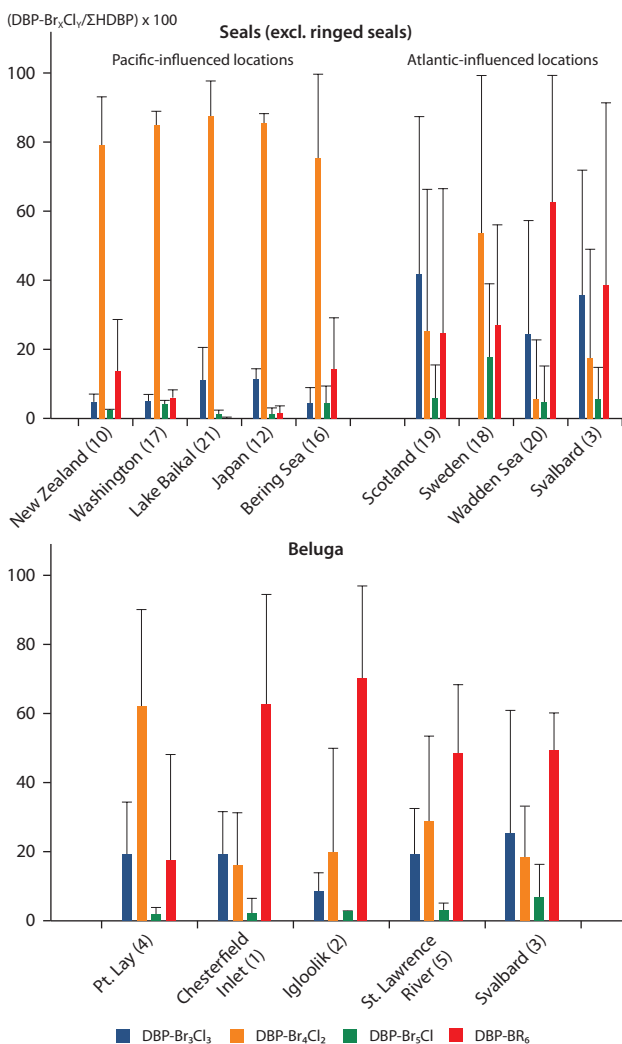 (DBP-BrₓClᵧ/ΣHDBP) x 100
Seals (excl. ringed seals)
Pacific-influenced locations
Atlantic-influenced locations
100
80
60
40
20
0
New Zealand (10)
Washington (17)
Lake Baikal (21)
Japan (12)
Bering Sea (16)
Scotland (19)
Sweden (18)
Wadden Sea (20)
Svalbard (3)
Beluga
100
80
60
40
20
0
Pt. Lay (4)
Chesterfield
Inlet (1)
Igloolik (2)
St. Lawrence
River (5)
Svalbard (3)
DBP-Br₃Cl₃ DBP-Br₄Cl₂ DBP-Br₅Cl DBP-BR₆